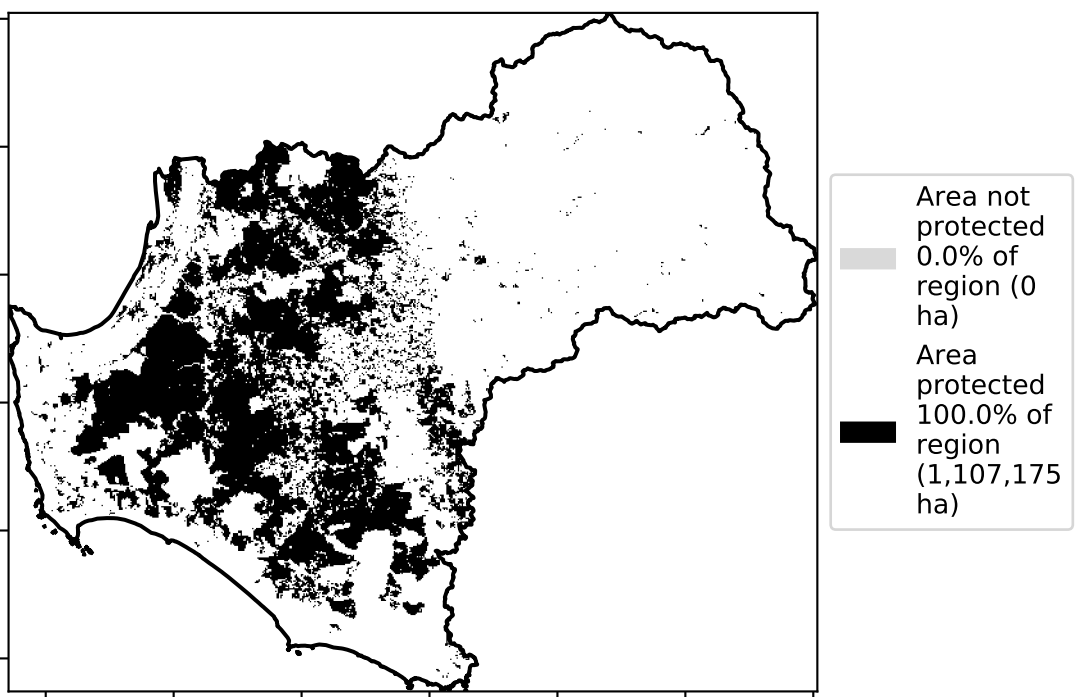 Area not
protected
0.0% of
region (0
ha)
Area
protected
100.0% of
region
(1,107,175
ha)